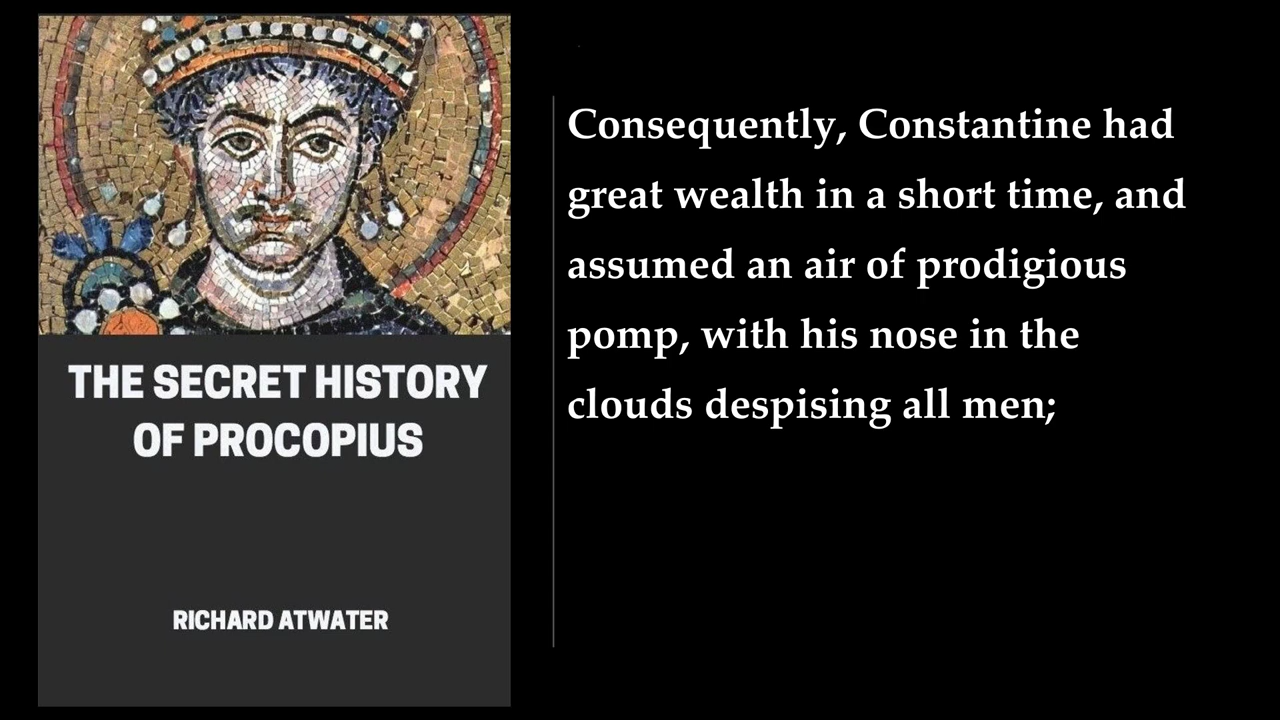 THE SECRET HISTORY
OF PROCOPIUS
RICHARD ATWATER
Consequently, Constantine had
great wealth in a short time, and
assumed an air of prodigious
pomp, with his nose in the
clouds despising all men;